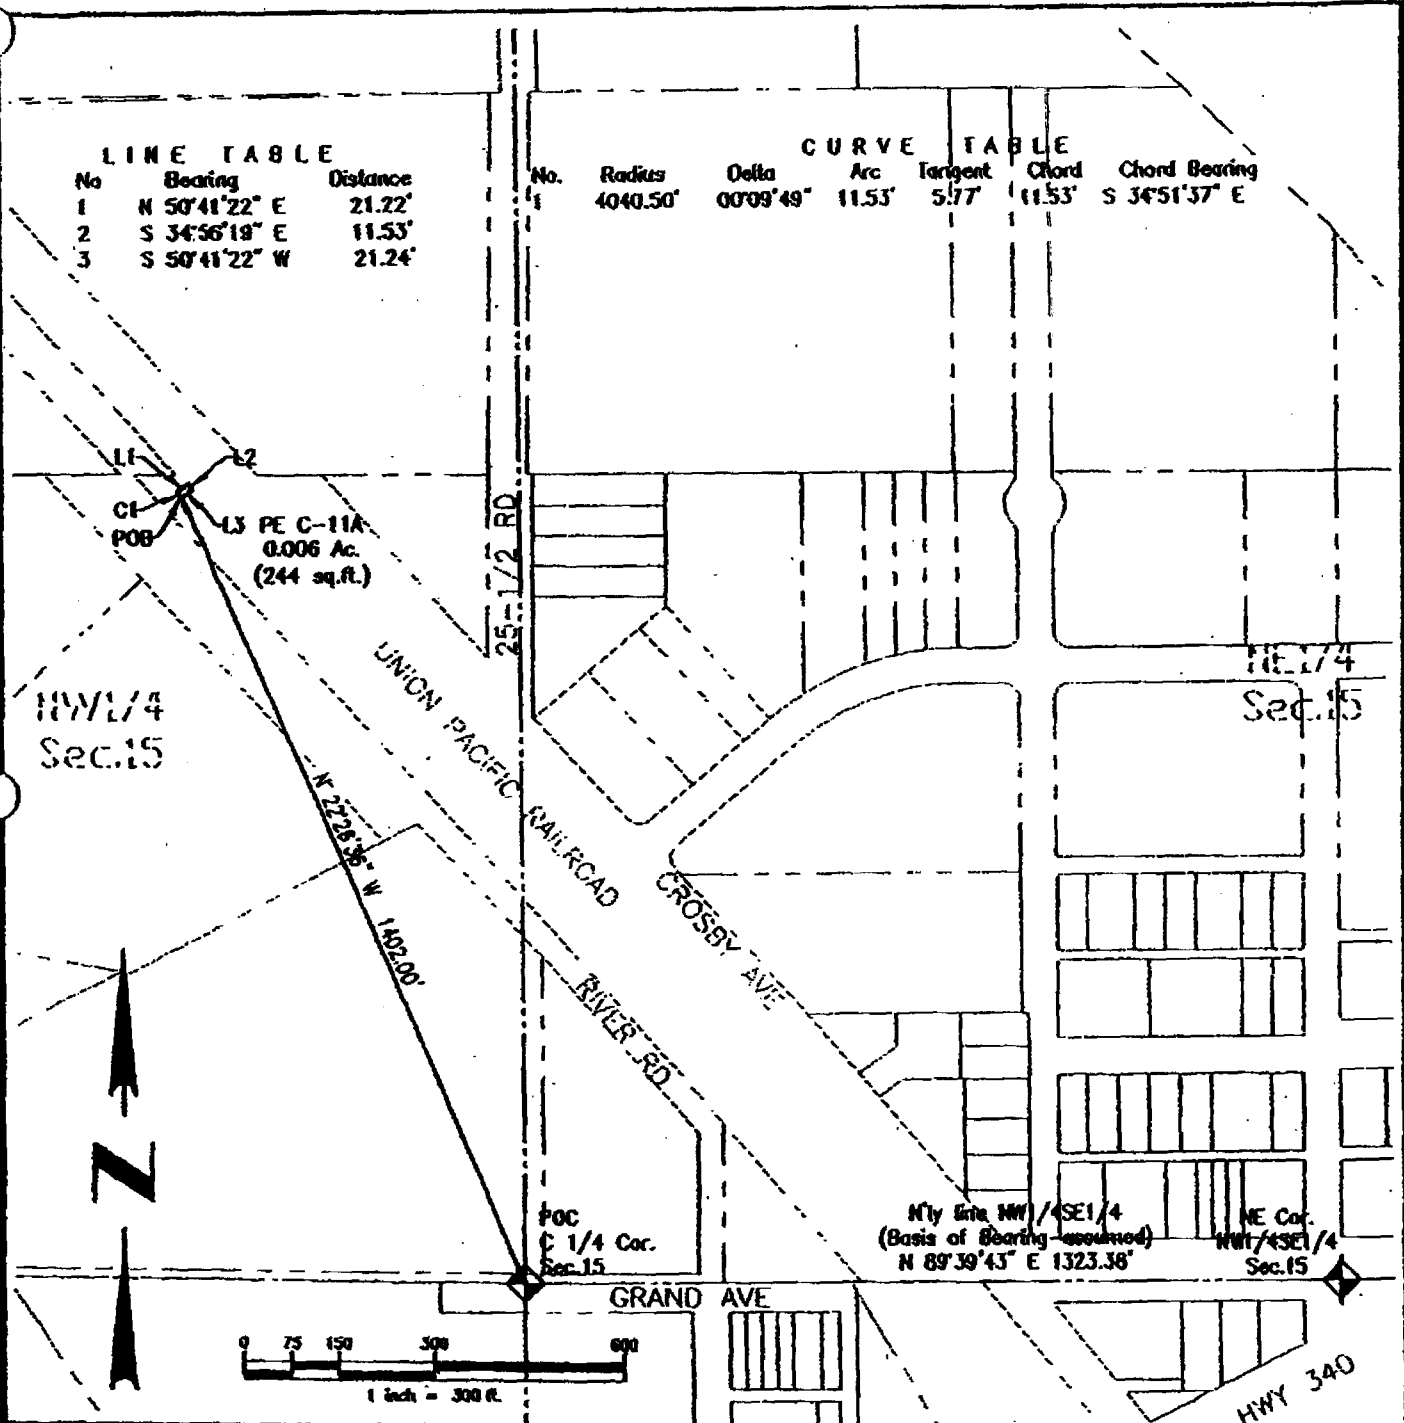 LINE TABLE
No Bearing Distance
1 N 50°41'22" E 21.22'
2 S 34°56'19" E 11.53'
3 S 50°41'22" W 21.24'
CURVE TABLE
No. Radius Delta Arc Tangent Chord Chord Bearing
1 4040.50' 00°09'49" 11.53' 5.77' 11.53' S 34°51'37" E
L1
L2
C1
POB
L3 PE C-11A
0.006 Ac.
(244 sq.ft.)
25-1/2 RD
NW1/4
Sec.15
NE1/4
Sec.15
UNION PACIFIC RAILROAD
N 22°28'36" W 1402.00'
CROSBY AVE
RIVER RD
N
POC
C 1/4 Cor.
Sec.15
N'ly line NW1/4SE1/4
(Basis of Bearing-assumed)
N 89°39'43" E 1323.38'
NE Cor.
NW1/4SE1/4
Sec.15
GRAND AVE
0 75 150 300 600
1 inch = 300 ft.
HWY 340